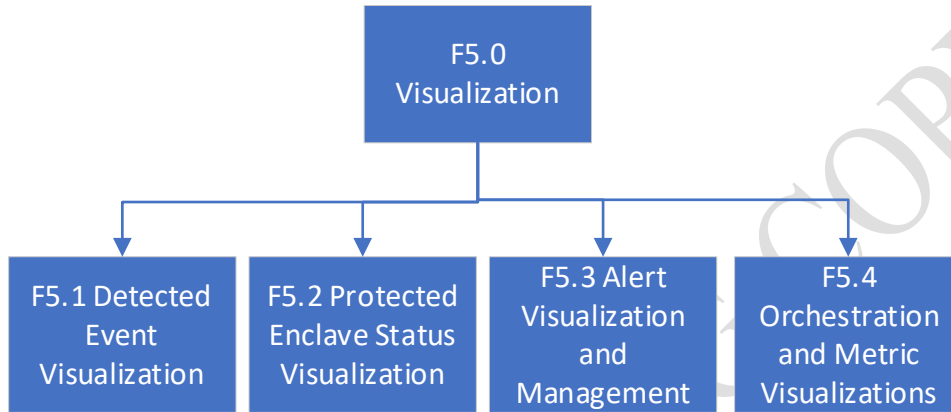 F5.0
Visualization
F5.1 Detected
Event
Visualization
F5.2 Protected
Enclave Status
Visualization
F5.3 Alert
Visualization
and
Management
F5.4
Orchestration
and Metric
Visualizations
COP